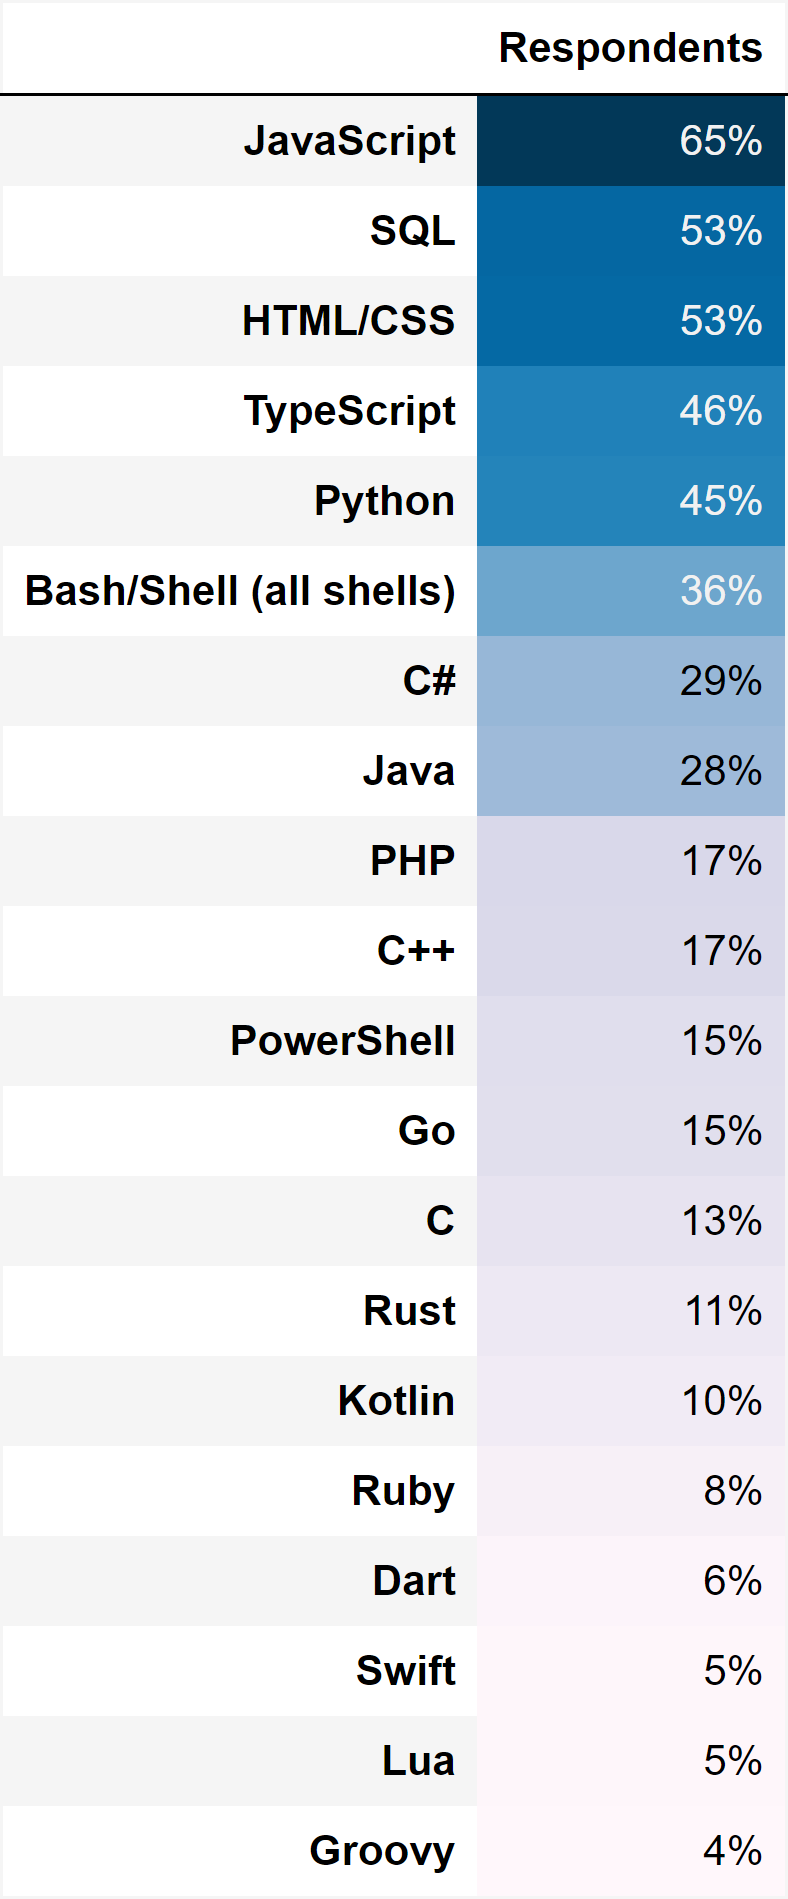 Respondents
JavaScript 65%
SQL 53%
HTML/CSS 53%
TypeScript 46%
Python 45%
Bash/Shell (all shells) 36%
C# 29%
Java 28%
PHP 17%
C++ 17%
PowerShell 15%
Go 15%
C 13%
Rust 11%
Kotlin 10%
Ruby 8%
Dart 6%
Swift 5%
Lua 5%
Groovy 4%